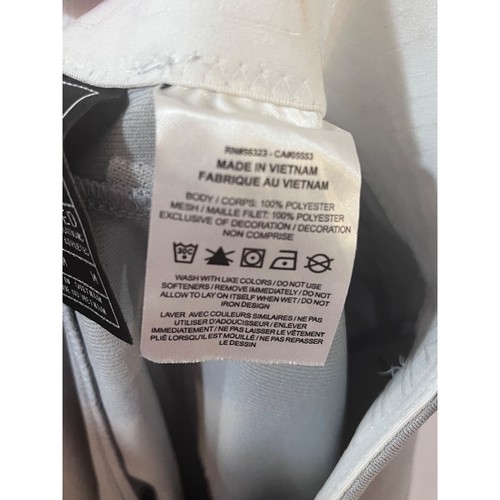 RN#56323 - CA#05553
MADE IN VIETNAM
FABRIQUE AU VIETNAM
BODY / CORPS: 100% POLYESTER
MESH / MAILLE FILET: 100% POLYESTER
EXCLUSIVE OF DECORATION / DECORATION
NON COMPRISE
WASH WITH LIKE COLORS / DO NOT USE
SOFTENERS / REMOVE IMMEDIATELY / DO NOT
ALLOW TO LAY ON ITSELF WHEN WET / DO NOT
IRON DESIGN
LAVER AVEC COULEURS SIMILAIRES / NE PAS
UTILISER D'ADOUCISSEUR / ENLEVER
IMMÉDIATEMENT / NE PAS LAISSER LE VÊTEMENT
PLIÉ LORSQU'IL EST MOUILLÉ / NE PAS REPASSER
LE DESSIN